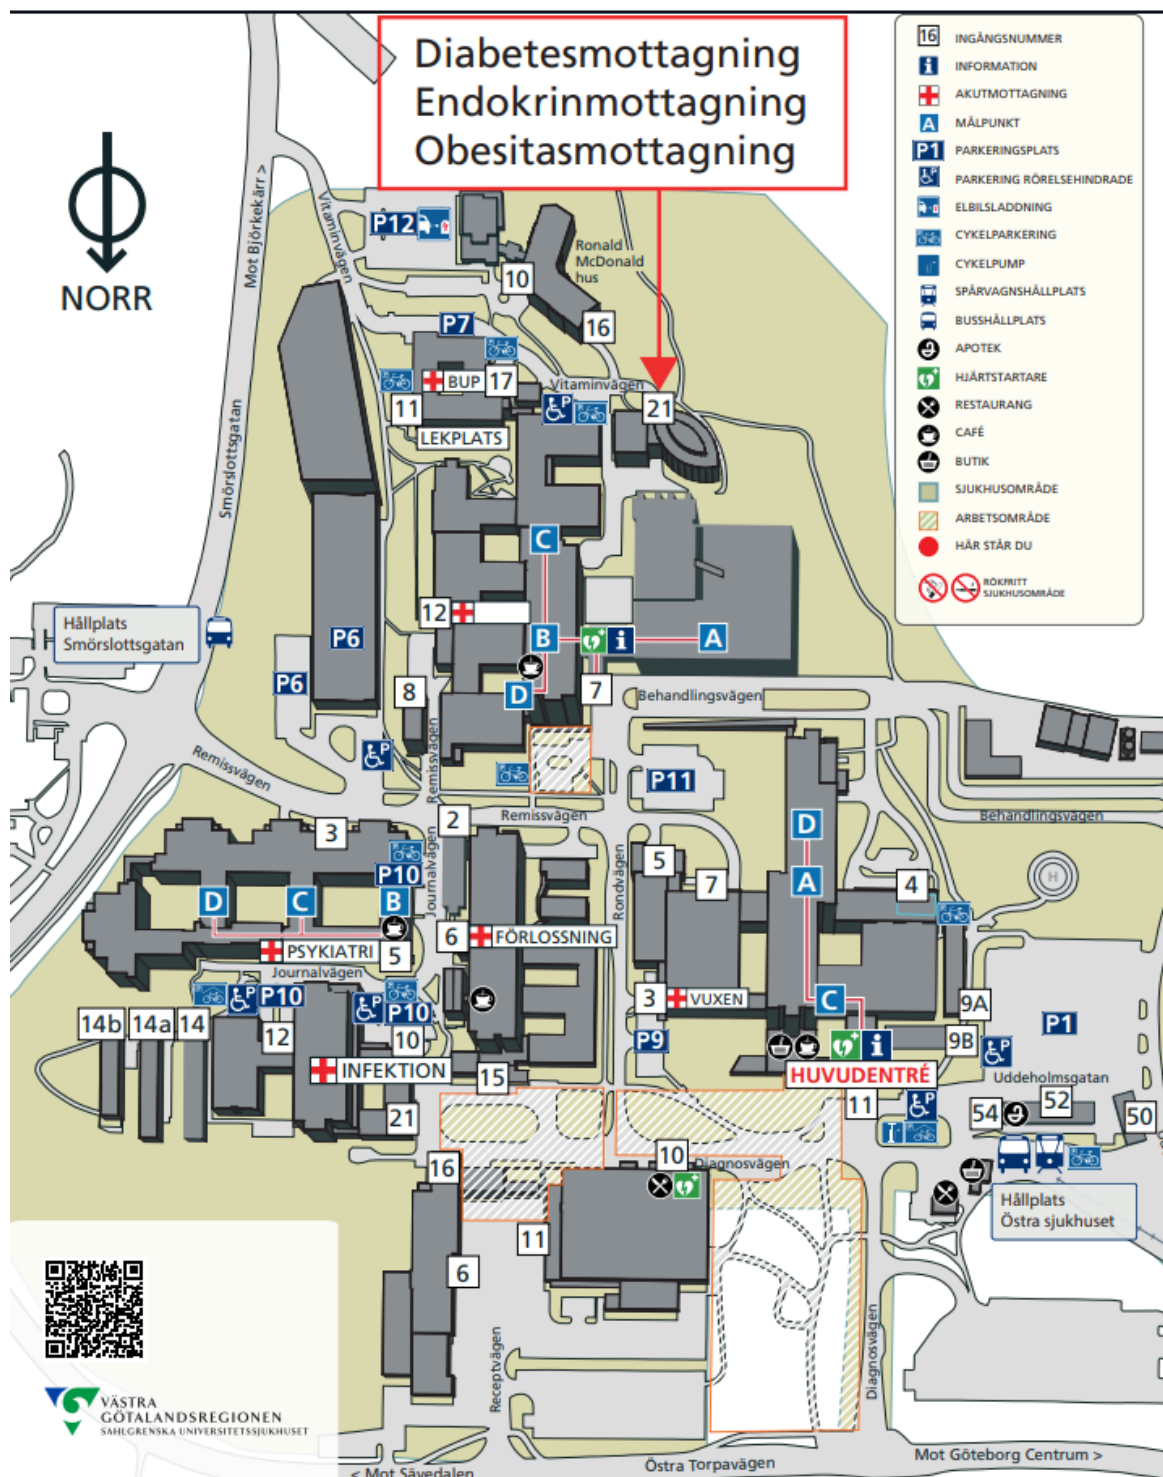 Diabetesmottagning
Endokrinmottagning
Obesitasmottagning
16 INGÅNGSNUMMER
i INFORMATION
AKUTMOTTAGNING
A MÅLPUNKT
P1 PARKERINGSPLATS
P PARKERING RÖRELSEHINDRADE
ELBILSLADDNING
CYKELPARKERING
CYKELPUMP
SPÅRVAGNSHÅLLPLATS
BUSSHÅLLPLATS
APOTEK
HJÄRTSTARTARE
RESTAURANG
CAFÉ
BUTIK
SJUKHUSOMRÅDE
ARBETSOMRÅDE
HÄR STÅR DU
RÖKFRITT
SJUKHUSOMRÅDE
NORR
Mot Björkekärr >
Vitaminvägen
P12
10
Ronald
McDonald
hus
16
P7
BUP 17
Vitaminvägen
11
P
21
LEKPLATS
Smörslottsgatan
C
12
Hållplats
Smörslottsgatan
P6
B
i
A
P6
8
D
7
Behandlingsvägen
Remissvägen
P
Remissvägen
P11
2
Remissvägen
Behandlingsvägen
3
Journalvägen
P10
D
C
B
5
7
Rondvägen
D
A
4
H
6
FÖRLOSSNING
PSYKIATRI
5
Journalvägen
P
P10
P
P10
3
VUXEN
C
9A
14b
14a
14
12
10
P9
i
9B
P1
P
INFEKTION
15
HUVUDENTRÉ
Uddeholmsgatan
21
11
P
54
52
50
16
10
Diagnosvägen
Hållplats
Östra sjukhuset
11
6
Receptvägen
Diagnosvägen
VÄSTRA
GÖTALANDSREGIONEN
SAHLGRENSKA UNIVERSITETSSJUKHUSET
< Mot Sävedalen
Östra Torpavägen
Mot Göteborg Centrum >